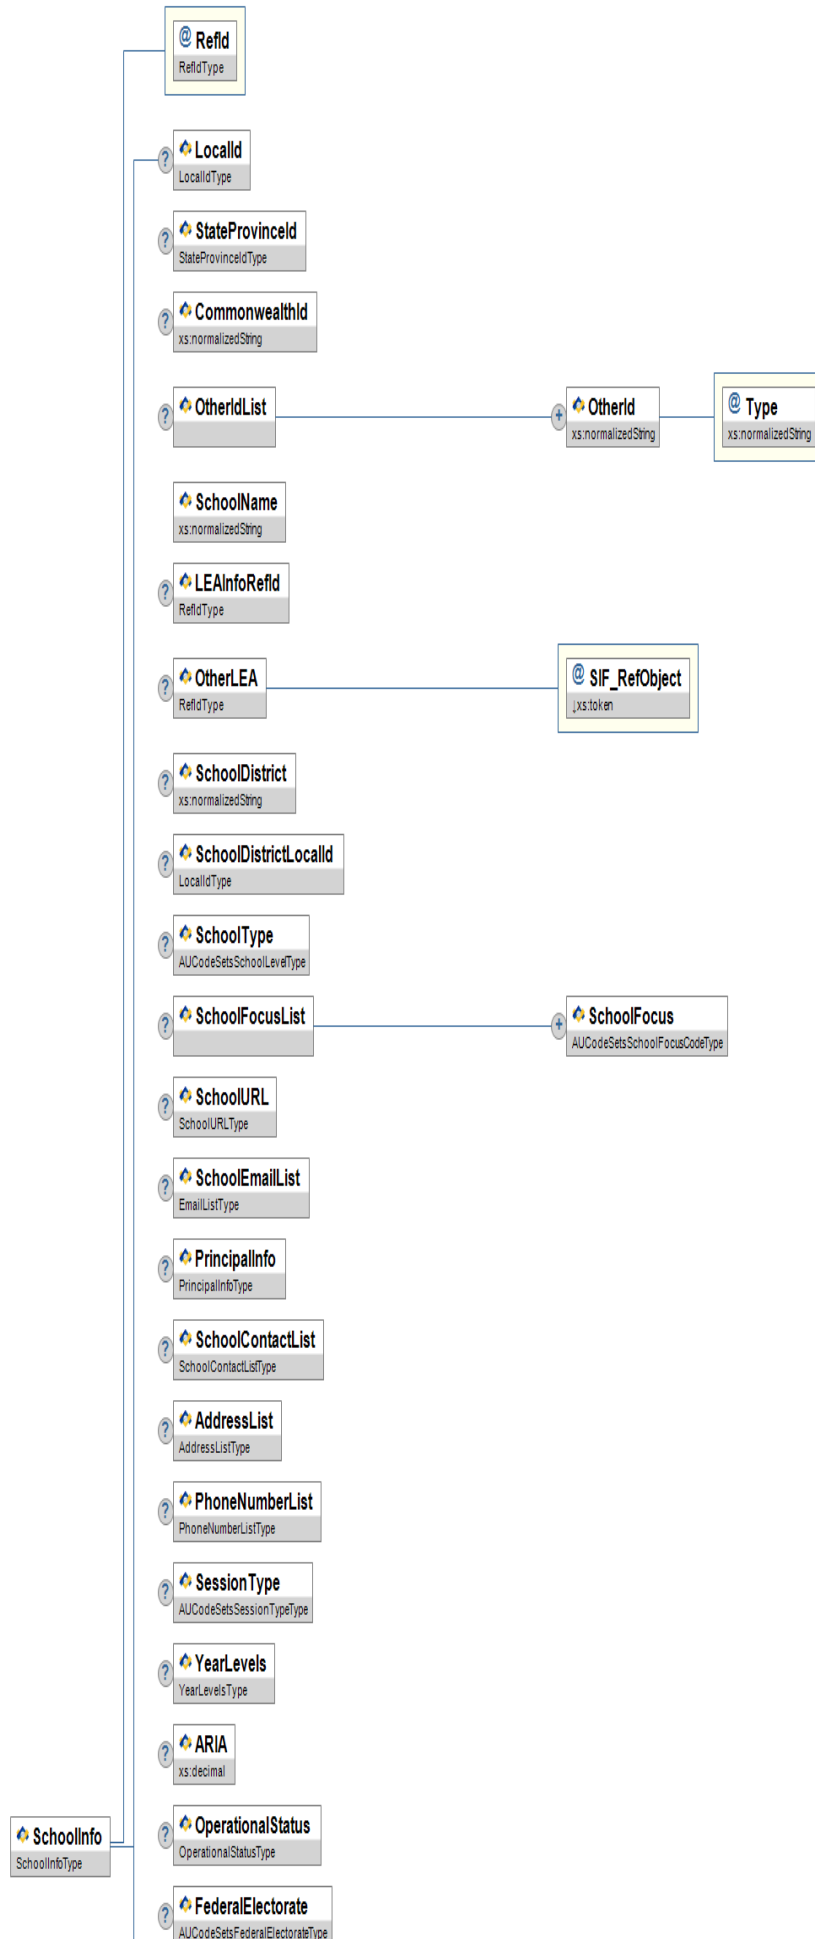 @ RefId
RefIdType
? LocalId
LocalIdType
? StateProvinceId
StateProvinceIdType
? CommonwealthId
xs:normalizedString
? OtherIdList
+ OtherId
xs:normalizedString
@ Type
xs:normalizedString
SchoolName
xs:normalizedString
? LEAInfoRefId
RefIdType
? OtherLEA
RefIdType
@ SIF_RefObject
↓xs:token
? SchoolDistrict
xs:normalizedString
? SchoolDistrictLocalId
LocalIdType
? SchoolType
AUCodeSetsSchoolLevelType
? SchoolFocusList
+ SchoolFocus
AUCodeSetsSchoolFocusCodeType
? SchoolURL
SchoolURLType
? SchoolEmailList
EmailListType
? PrincipalInfo
PrincipalInfoType
? SchoolContactList
SchoolContactListType
? AddressList
AddressListType
? PhoneNumberList
PhoneNumberListType
? SessionType
AUCodeSetsSessionTypeType
? YearLevels
YearLevelsType
? ARIA
xs:decimal
SchoolInfo
SchoolInfoType
? OperationalStatus
OperationalStatusType
? FederalElectorate
AUCodeSetsFederalElectorateType